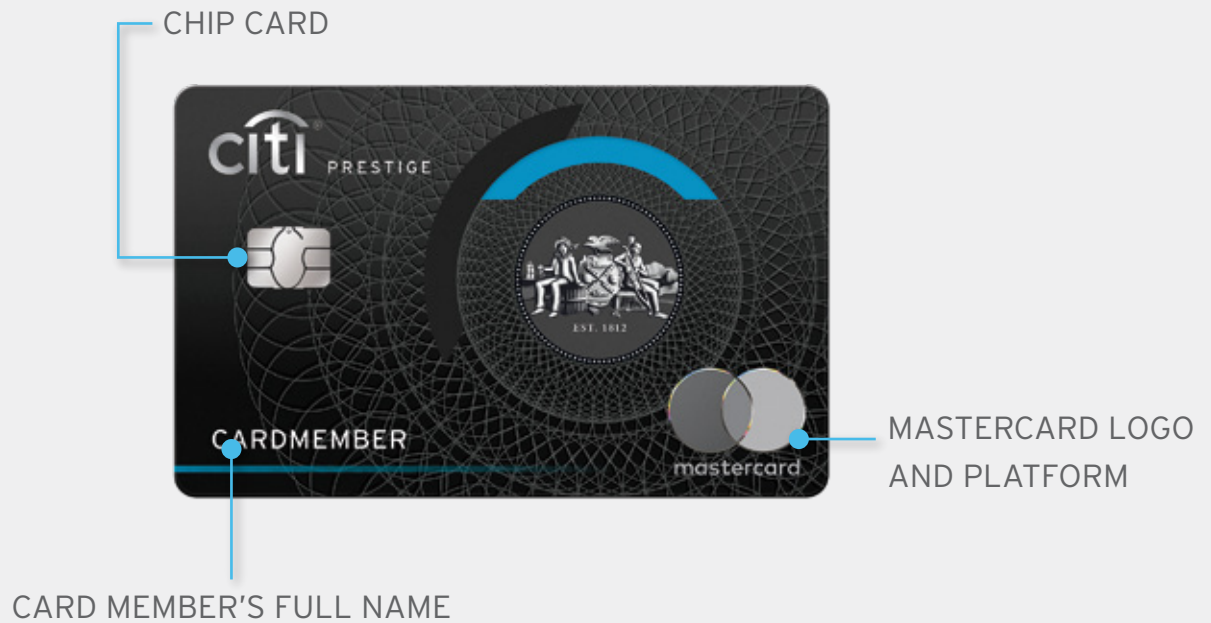 CHIP CARD
citi®
PRESTIGE
EST. 1812
CARDMEMBER
mastercard
MASTERCARD LOGO
AND PLATFORM
CARD MEMBER'S FULL NAME